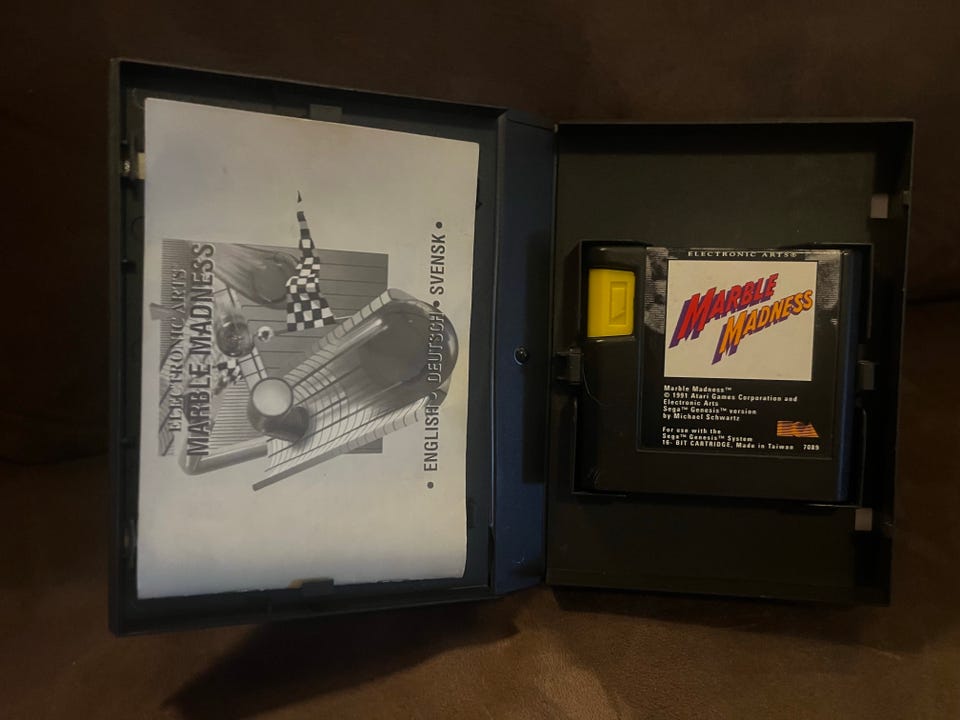 ELECTRONIC ARTS
MARBLE MADNESS
• ENGLISH • DEUTSCH • SVENSK •
ELECTRONIC ARTS®
MARBLE
MADNESS
Marble Madness™
© 1991 Atari Games Corporation and
Electronic Arts
Sega™ Genesis™ version
by Michael Schwartz
For use with the
Sega™ Genesis™ System
16- BIT CARTRIDGE, Made in Taiwan 7089